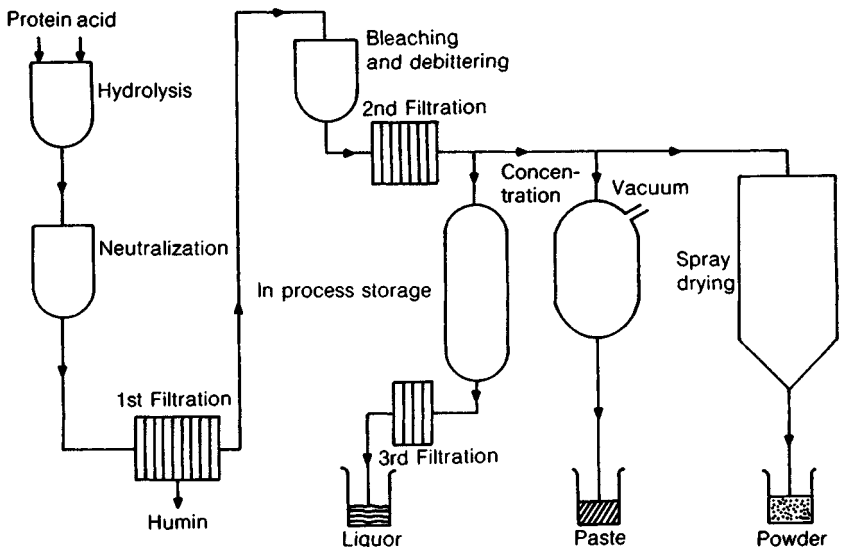 Protein acid
Hydrolysis
Neutralization
1st Filtration
Humin
Bleaching
and debittering
2nd Filtration
In process storage
3rd Filtration
Liquor
Concen-
tration
Vacuum
Paste
Spray
drying
Powder